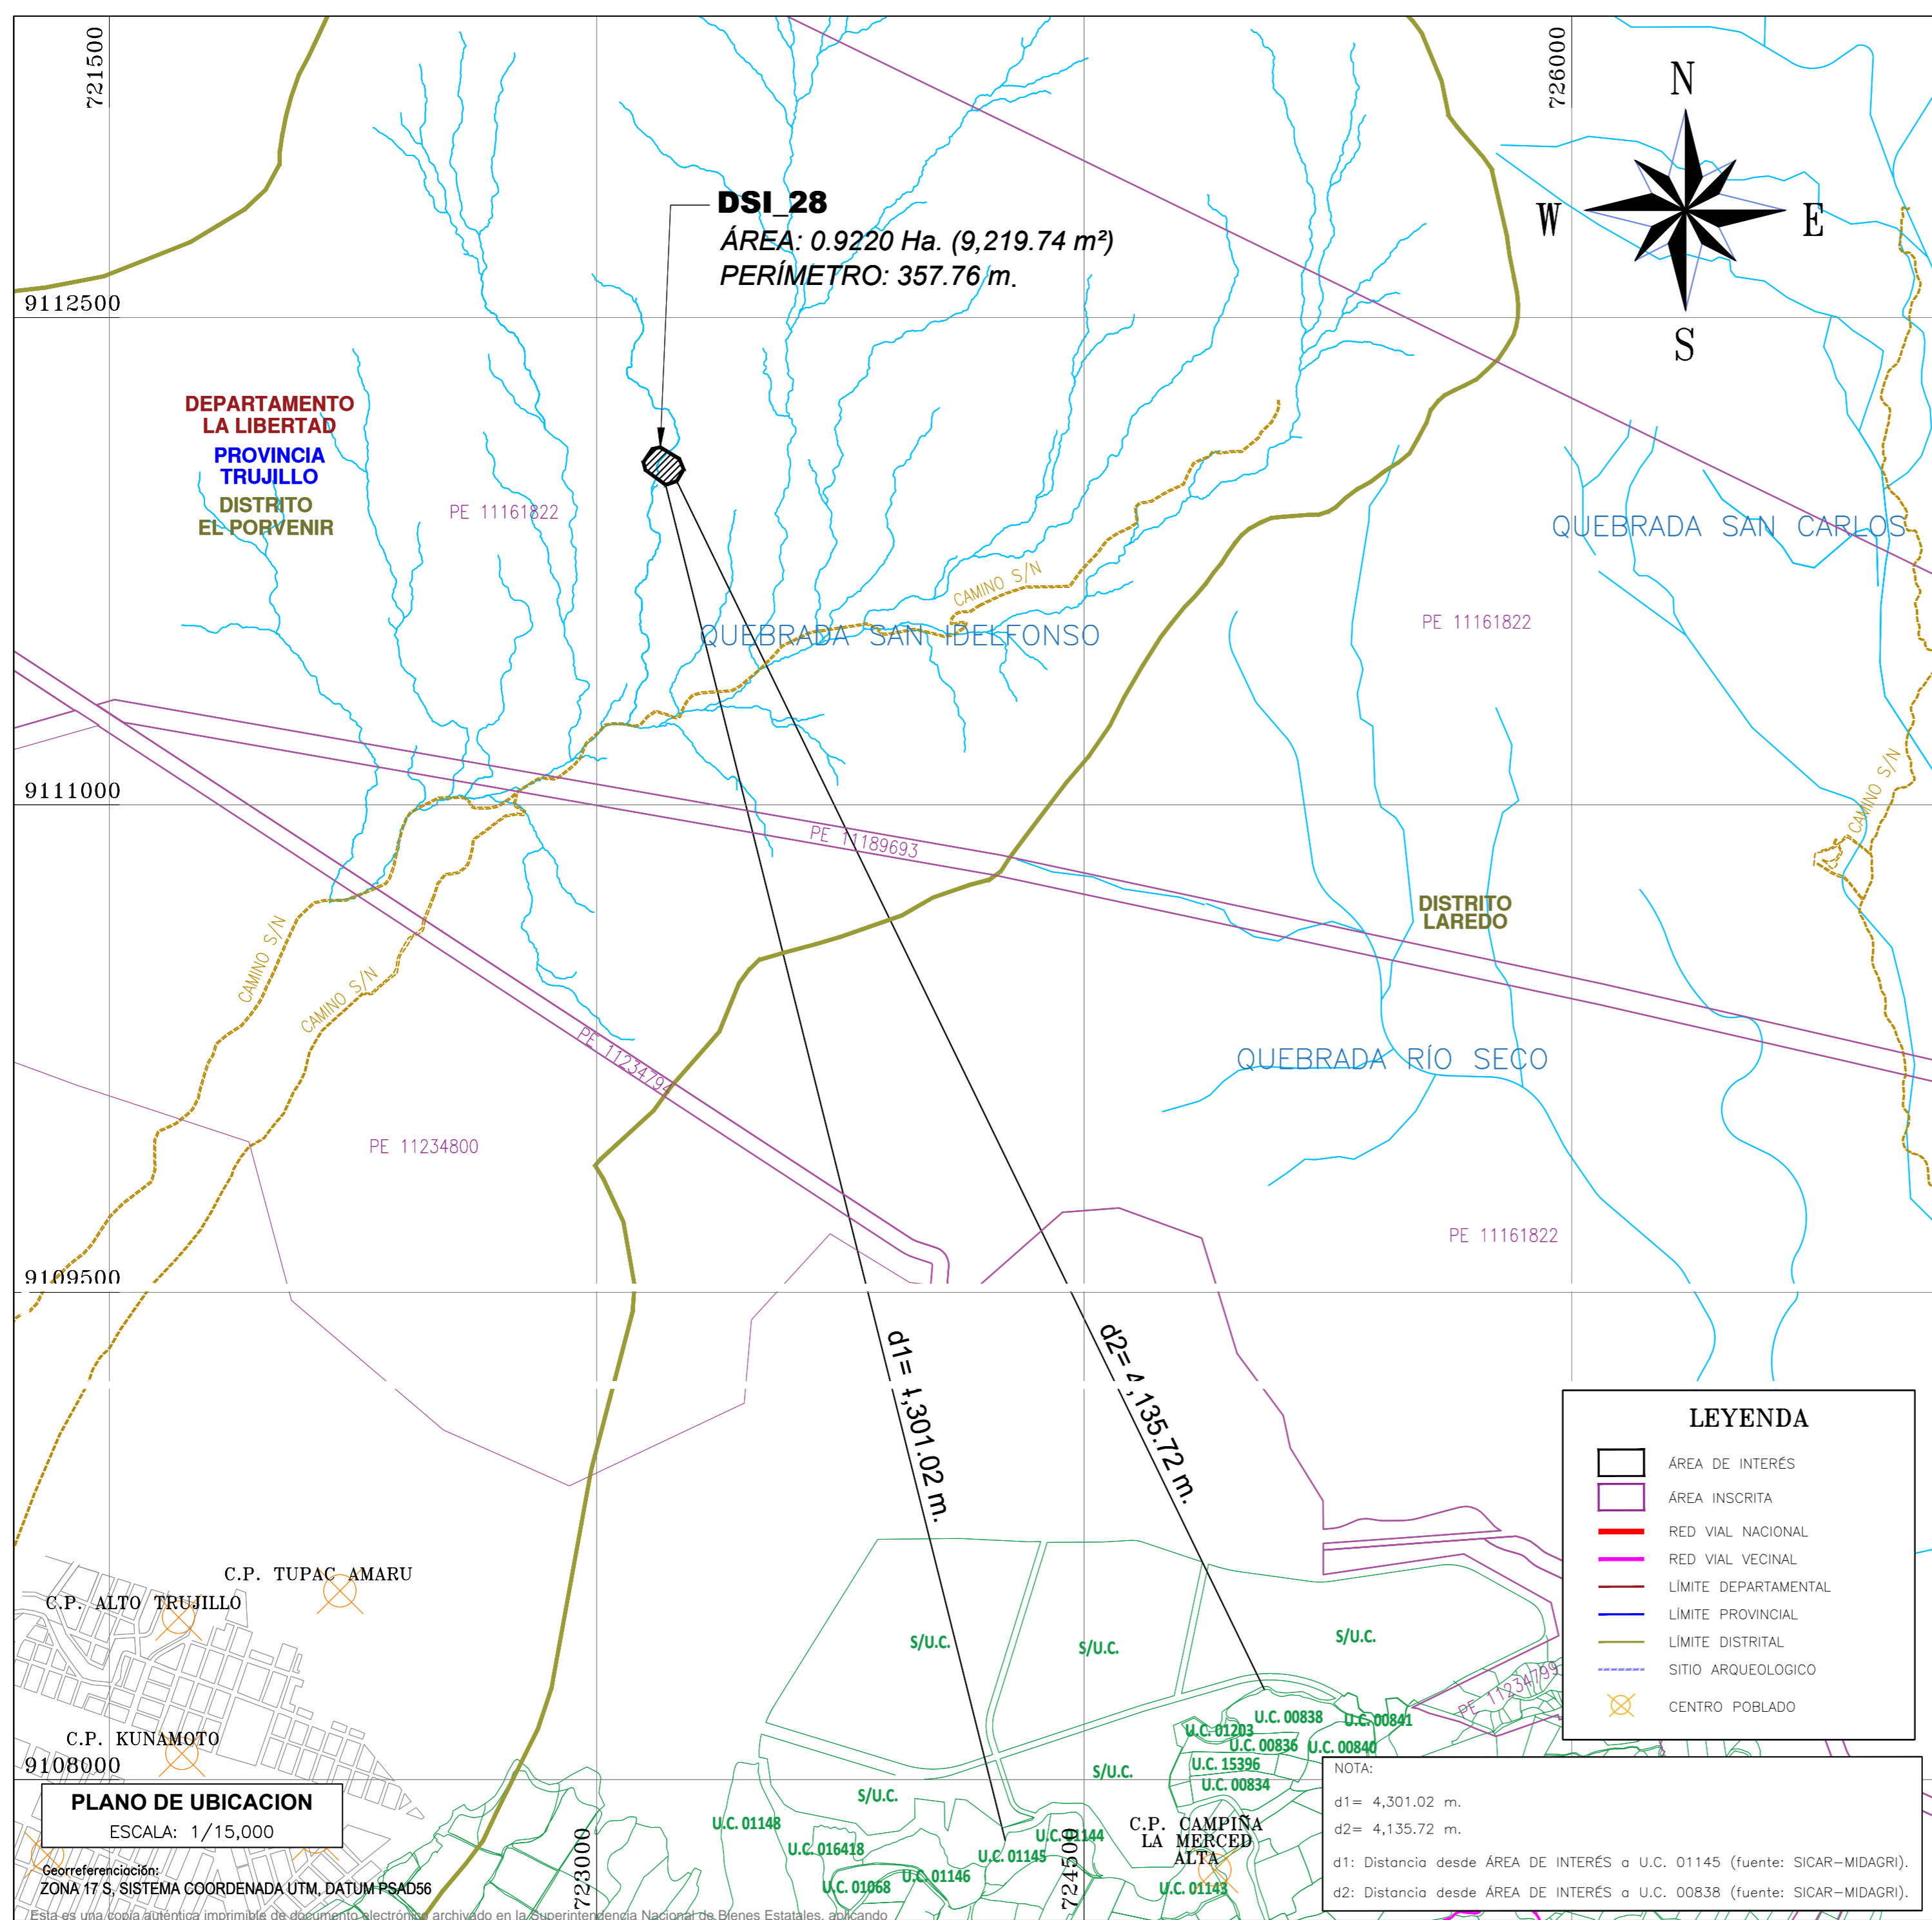 721500
726000
N
W
E
S
DSI_28
ÁREA: 0.9220 Ha. (9,219.74 m²)
PERÍMETRO: 357.76 m.
9112500
DEPARTAMENTO
LA LIBERTAD
PROVINCIA
TRUJILLO
DISTRITO
EL PORVENIR
PE 11161822
QUEBRADA SAN CARLOS
CAMINO S/N
QUEBRADA SAN IDELFONSO
PE 11161822
9111000
PE 11189693
CAMINO S/N
DISTRITO
LAREDO
CAMINO S/N
CAMINO S/N
PE 11234794
QUEBRADA RÍO SECO
PE 11234800
PE 11161822
9109500
d1= 4,301.02 m.
d2= 4,135.72 m.
LEYENDA
ÁREA DE INTERÉS
ÁREA INSCRITA
RED VIAL NACIONAL
RED VIAL VECINAL
LÍMITE DEPARTAMENTAL
LÍMITE PROVINCIAL
LÍMITE DISTRITAL
SITIO ARQUEOLOGICO
CENTRO POBLADO
C.P. TUPAC AMARU
C.P. ALTO TRUJILLO
C.P. KUNAMOTO
S/U.C.
S/U.C.
S/U.C.
PE 11234799
U.C. 00838
U.C. 00841
U.C. 01203
U.C. 00836
U.C. 00840
U.C. 15396
U.C. 00834
S/U.C.
S/U.C.
9108000
PLANO DE UBICACION
ESCALA: 1/15,000
U.C. 01148
U.C. 016418
U.C. 01068
U.C. 01146
U.C. 01145
U.C. 01144
C.P. CAMPIÑA
LA MERCED
ALTA
U.C. 01143
723000
724500
NOTA:
d1= 4,301.02 m.
d2= 4,135.72 m.
d1: Distancia desde ÁREA DE INTERÉS a U.C. 01145 (fuente: SICAR-MIDAGRI).
d2: Distancia desde ÁREA DE INTERÉS a U.C. 00838 (fuente: SICAR-MIDAGRI).
Georreferenciación:
ZONA 17 S, SISTEMA COORDENADA UTM, DATUM PSAD56
Esta es una copia auténtica imprimible de documento electrónico archivado en la Superintendencia Nacional de Bienes Estatales, aplicando